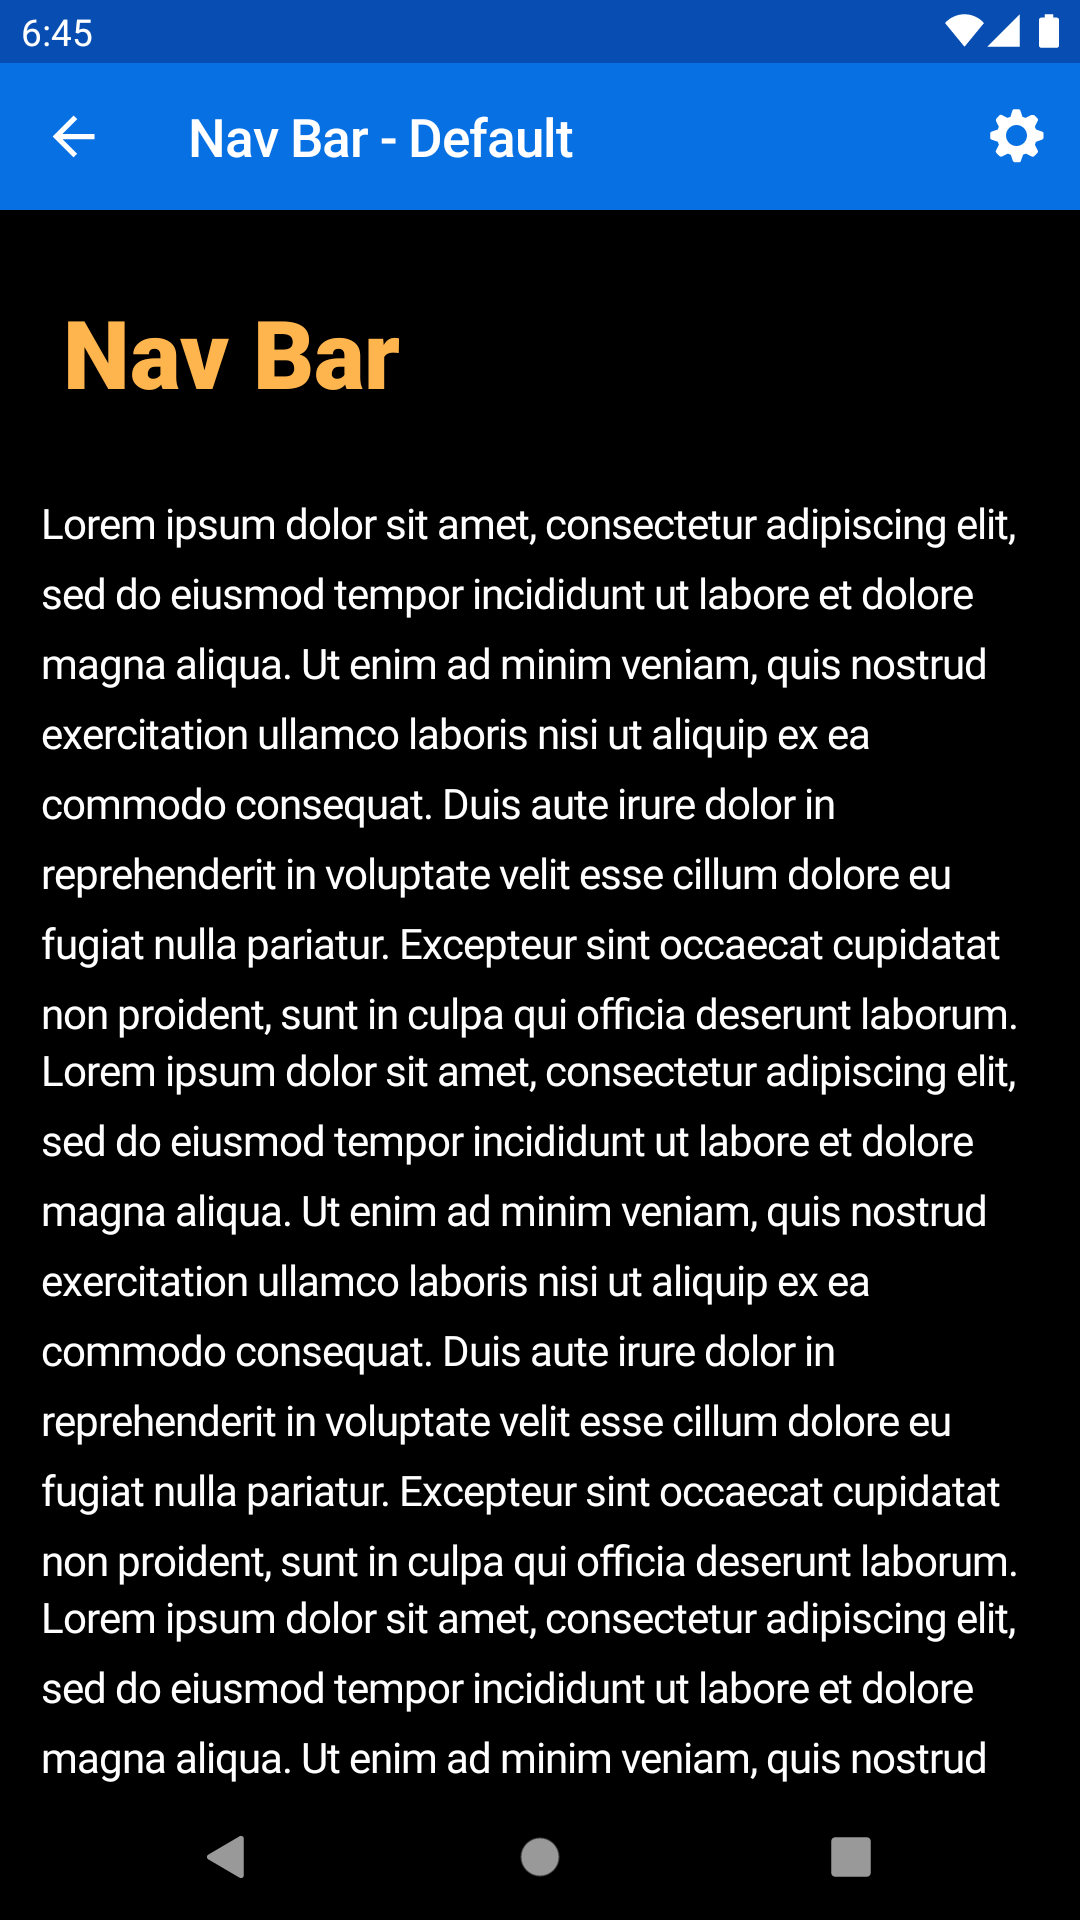 6:45
Nav Bar - Default
Nav Bar
Lorem ipsum dolor sit amet, consectetur adipiscing elit,
sed do eiusmod tempor incididunt ut labore et dolore
magna aliqua. Ut enim ad minim veniam, quis nostrud
exercitation ullamco laboris nisi ut aliquip ex ea
commodo consequat. Duis aute irure dolor in
reprehenderit in voluptate velit esse cillum dolore eu
fugiat nulla pariatur. Excepteur sint occaecat cupidatat
non proident, sunt in culpa qui officia deserunt laborum.
Lorem ipsum dolor sit amet, consectetur adipiscing elit,
sed do eiusmod tempor incididunt ut labore et dolore
magna aliqua. Ut enim ad minim veniam, quis nostrud
exercitation ullamco laboris nisi ut aliquip ex ea
commodo consequat. Duis aute irure dolor in
reprehenderit in voluptate velit esse cillum dolore eu
fugiat nulla pariatur. Excepteur sint occaecat cupidatat
non proident, sunt in culpa qui officia deserunt laborum.
Lorem ipsum dolor sit amet, consectetur adipiscing elit,
sed do eiusmod tempor incididunt ut labore et dolore
magna aliqua. Ut enim ad minim veniam, quis nostrud